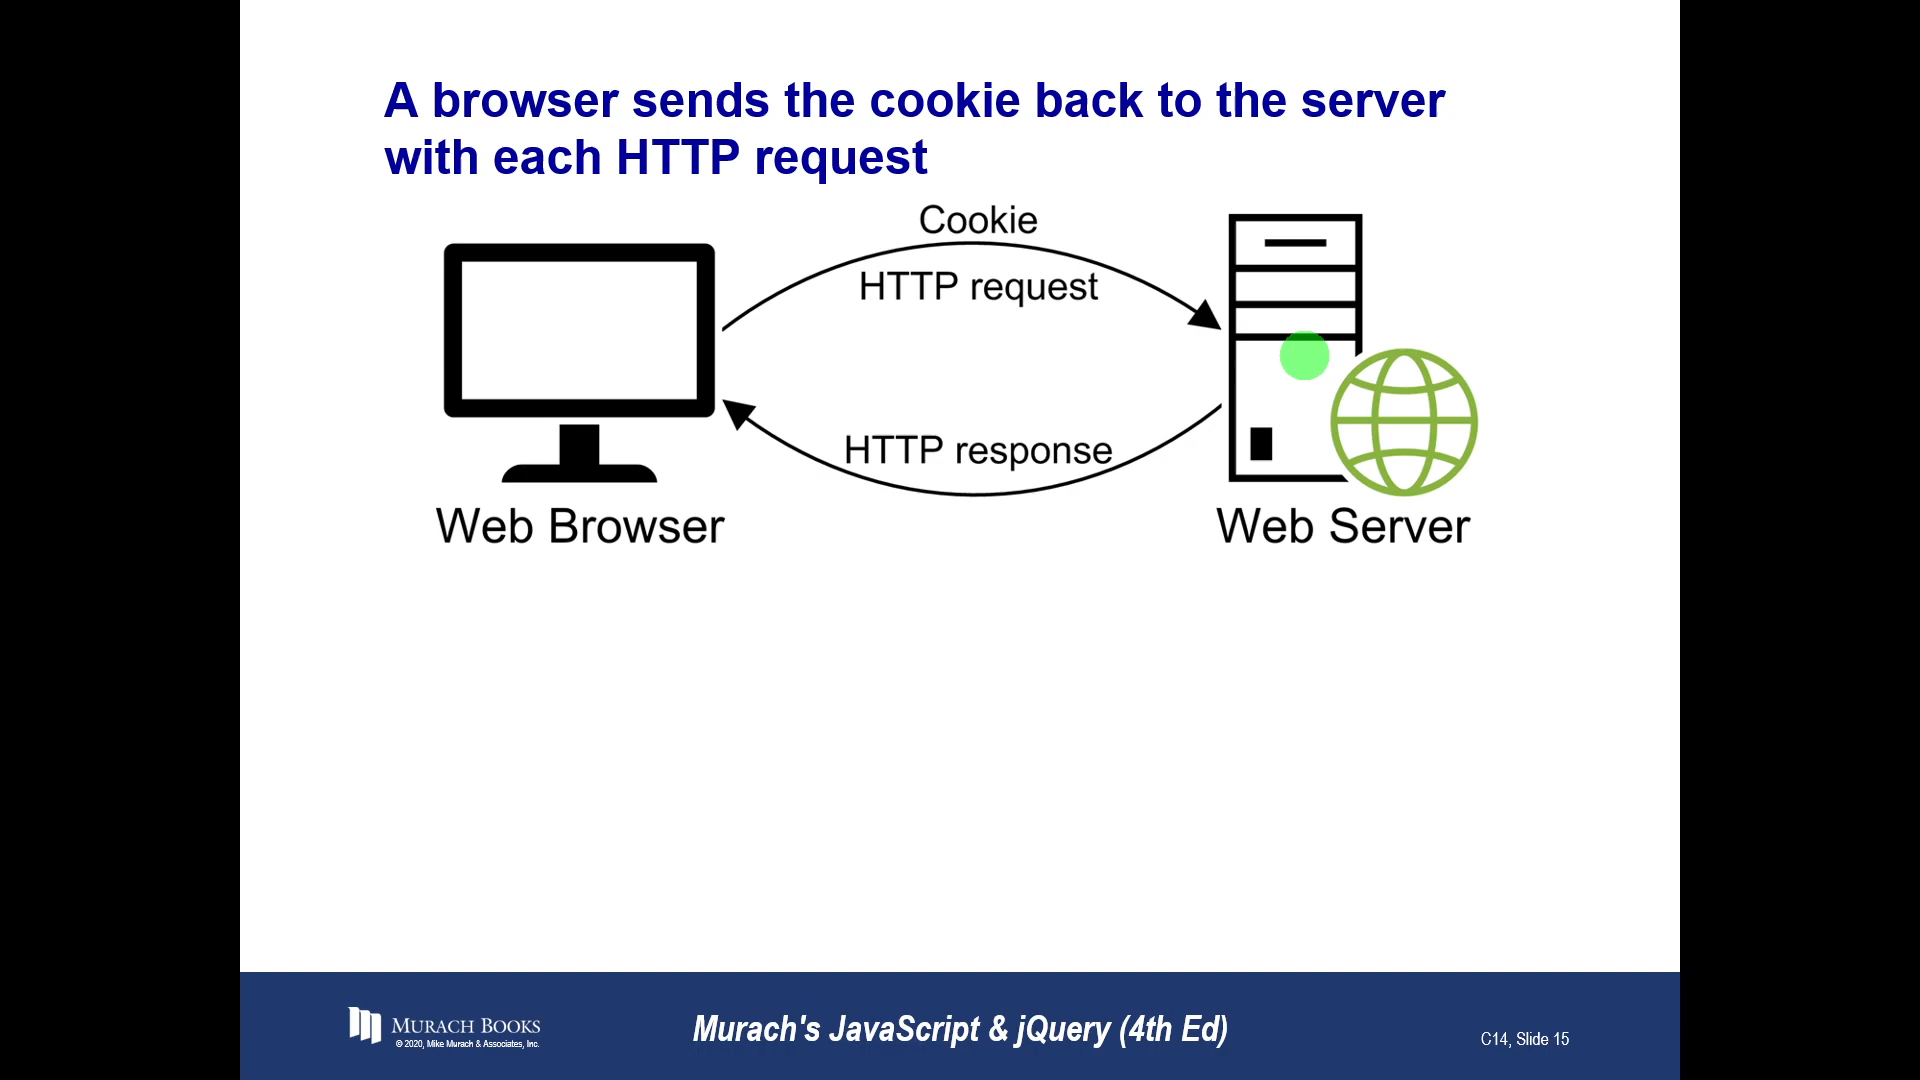 A browser sends the cookie back to the server
with each HTTP request
Cookie
HTTP request
HTTP response
Web Browser
Web Server
MURACH BOOKS
© 2020, Mike Murach & Associates, Inc.
Murach's JavaScript & jQuery (4th Ed)
C14, Slide 15